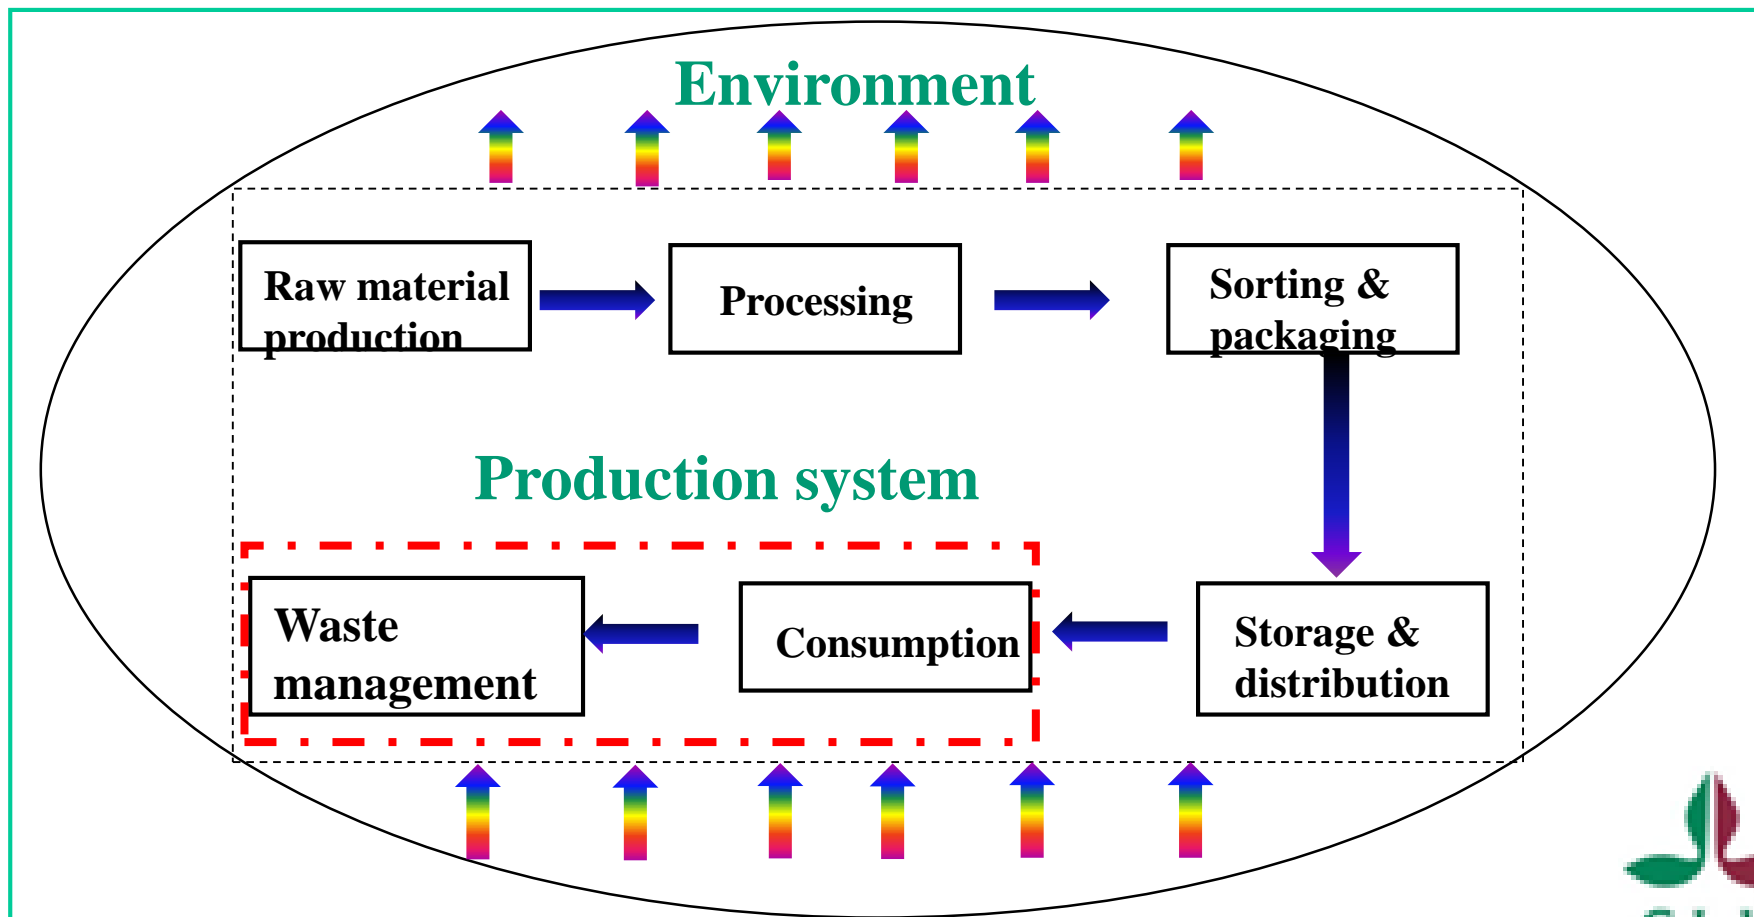 Environment
Raw material
production
Processing
Sorting &
packaging
Production system
Waste
management
Consumption
Storage &
distribution